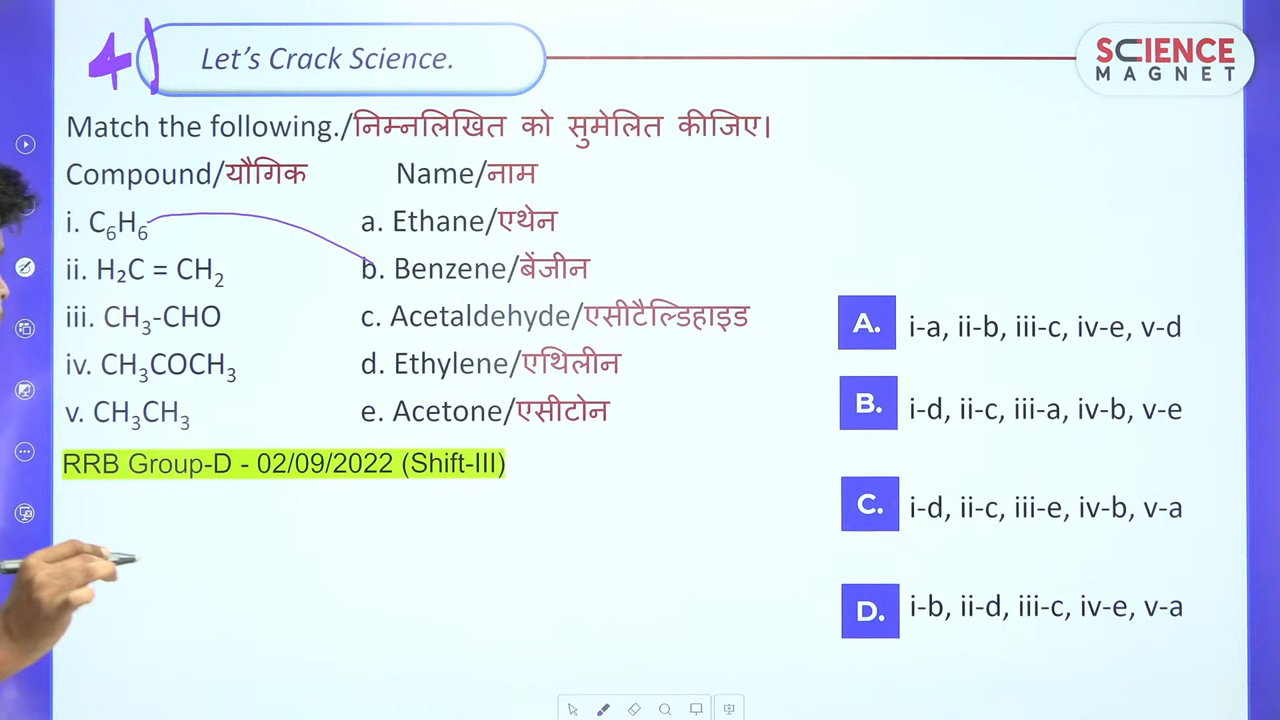 4)
Let's Crack Science.
SCIENCE
MAGNET
Match the following./निम्नलिखित को सुमेलित कीजिए।
Compound/यौगिक Name/नाम
i. C₆H₆ a. Ethane/एथेन
ii. H₂C = CH₂ b. Benzene/बेंजीन
iii. CH₃-CHO c. Acetaldehyde/एसीटैल्डिहाइड
iv. CH₃COCH₃ d. Ethylene/एथिलीन
v. CH₃CH₃ e. Acetone/एसीटोन
RRB Group-D - 02/09/2022 (Shift-III)
A. i-a, ii-b, iii-c, iv-e, v-d
B. i-d, ii-c, iii-a, iv-b, v-e
C. i-d, ii-c, iii-e, iv-b, v-a
D. i-b, ii-d, iii-c, iv-e, v-a